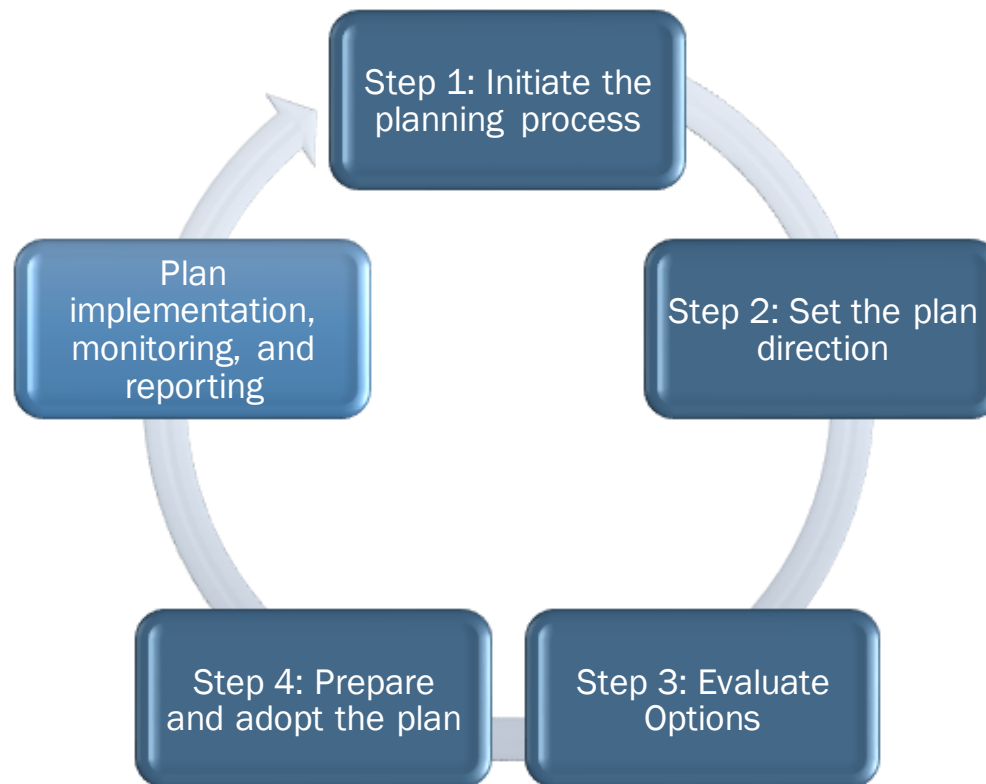 Step 1: Initiate the
planning process
Step 2: Set the plan
direction
Step 3: Evaluate
Options
Step 4: Prepare
and adopt the plan
Plan
implementation,
monitoring, and
reporting